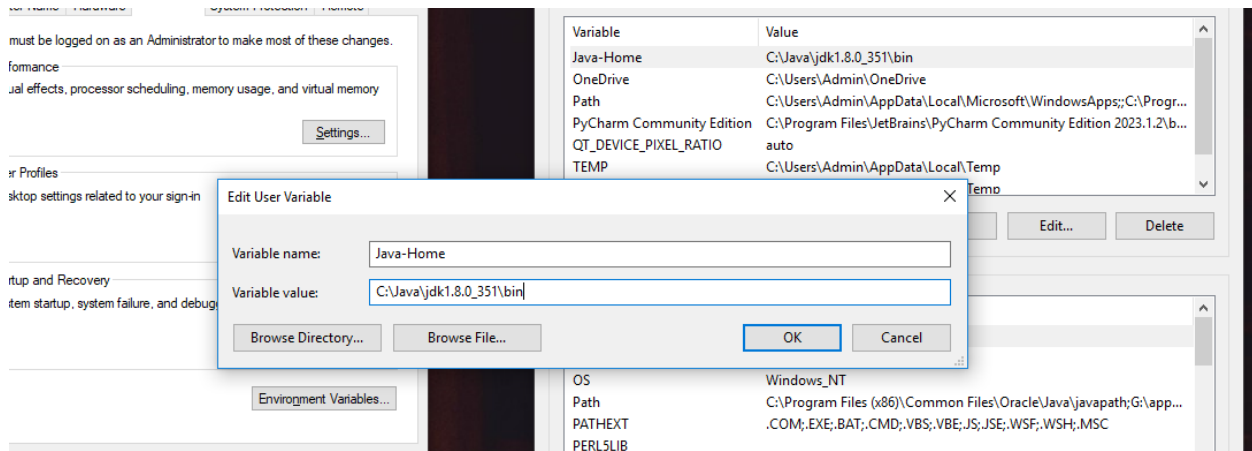 must be logged on as an Administrator to make most of these changes.
formance
ual effects, processor scheduling, memory usage, and virtual memory
Settings...
er Profiles
sktop settings related to your sign-in
rtup and Recovery
tem startup, system failure, and debugg
Environment Variables...
Variable Value
Java-Home C:\Java\jdk1.8.0_351\bin
OneDrive C:\Users\Admin\OneDrive
Path C:\Users\Admin\AppData\Local\Microsoft\WindowsApps;;C:\Progr...
PyCharm Community Edition C:\Program Files\JetBrains\PyCharm Community Edition 2023.1.2\b...
QT_DEVICE_PIXEL_RATIO auto
TEMP C:\Users\Admin\AppData\Local\Temp
Temp
Edit... Delete
Edit User Variable
Variable name: Java-Home
Variable value: C:\Java\jdk1.8.0_351\bin
Browse Directory... Browse File... OK Cancel
OS Windows_NT
Path C:\Program Files (x86)\Common Files\Oracle\Java\javapath;G:\app...
PATHEXT .COM;.EXE;.BAT;.CMD;.VBS;.VBE;.JS;.JSE;.WSF;.WSH;.MSC
PERL5LIB